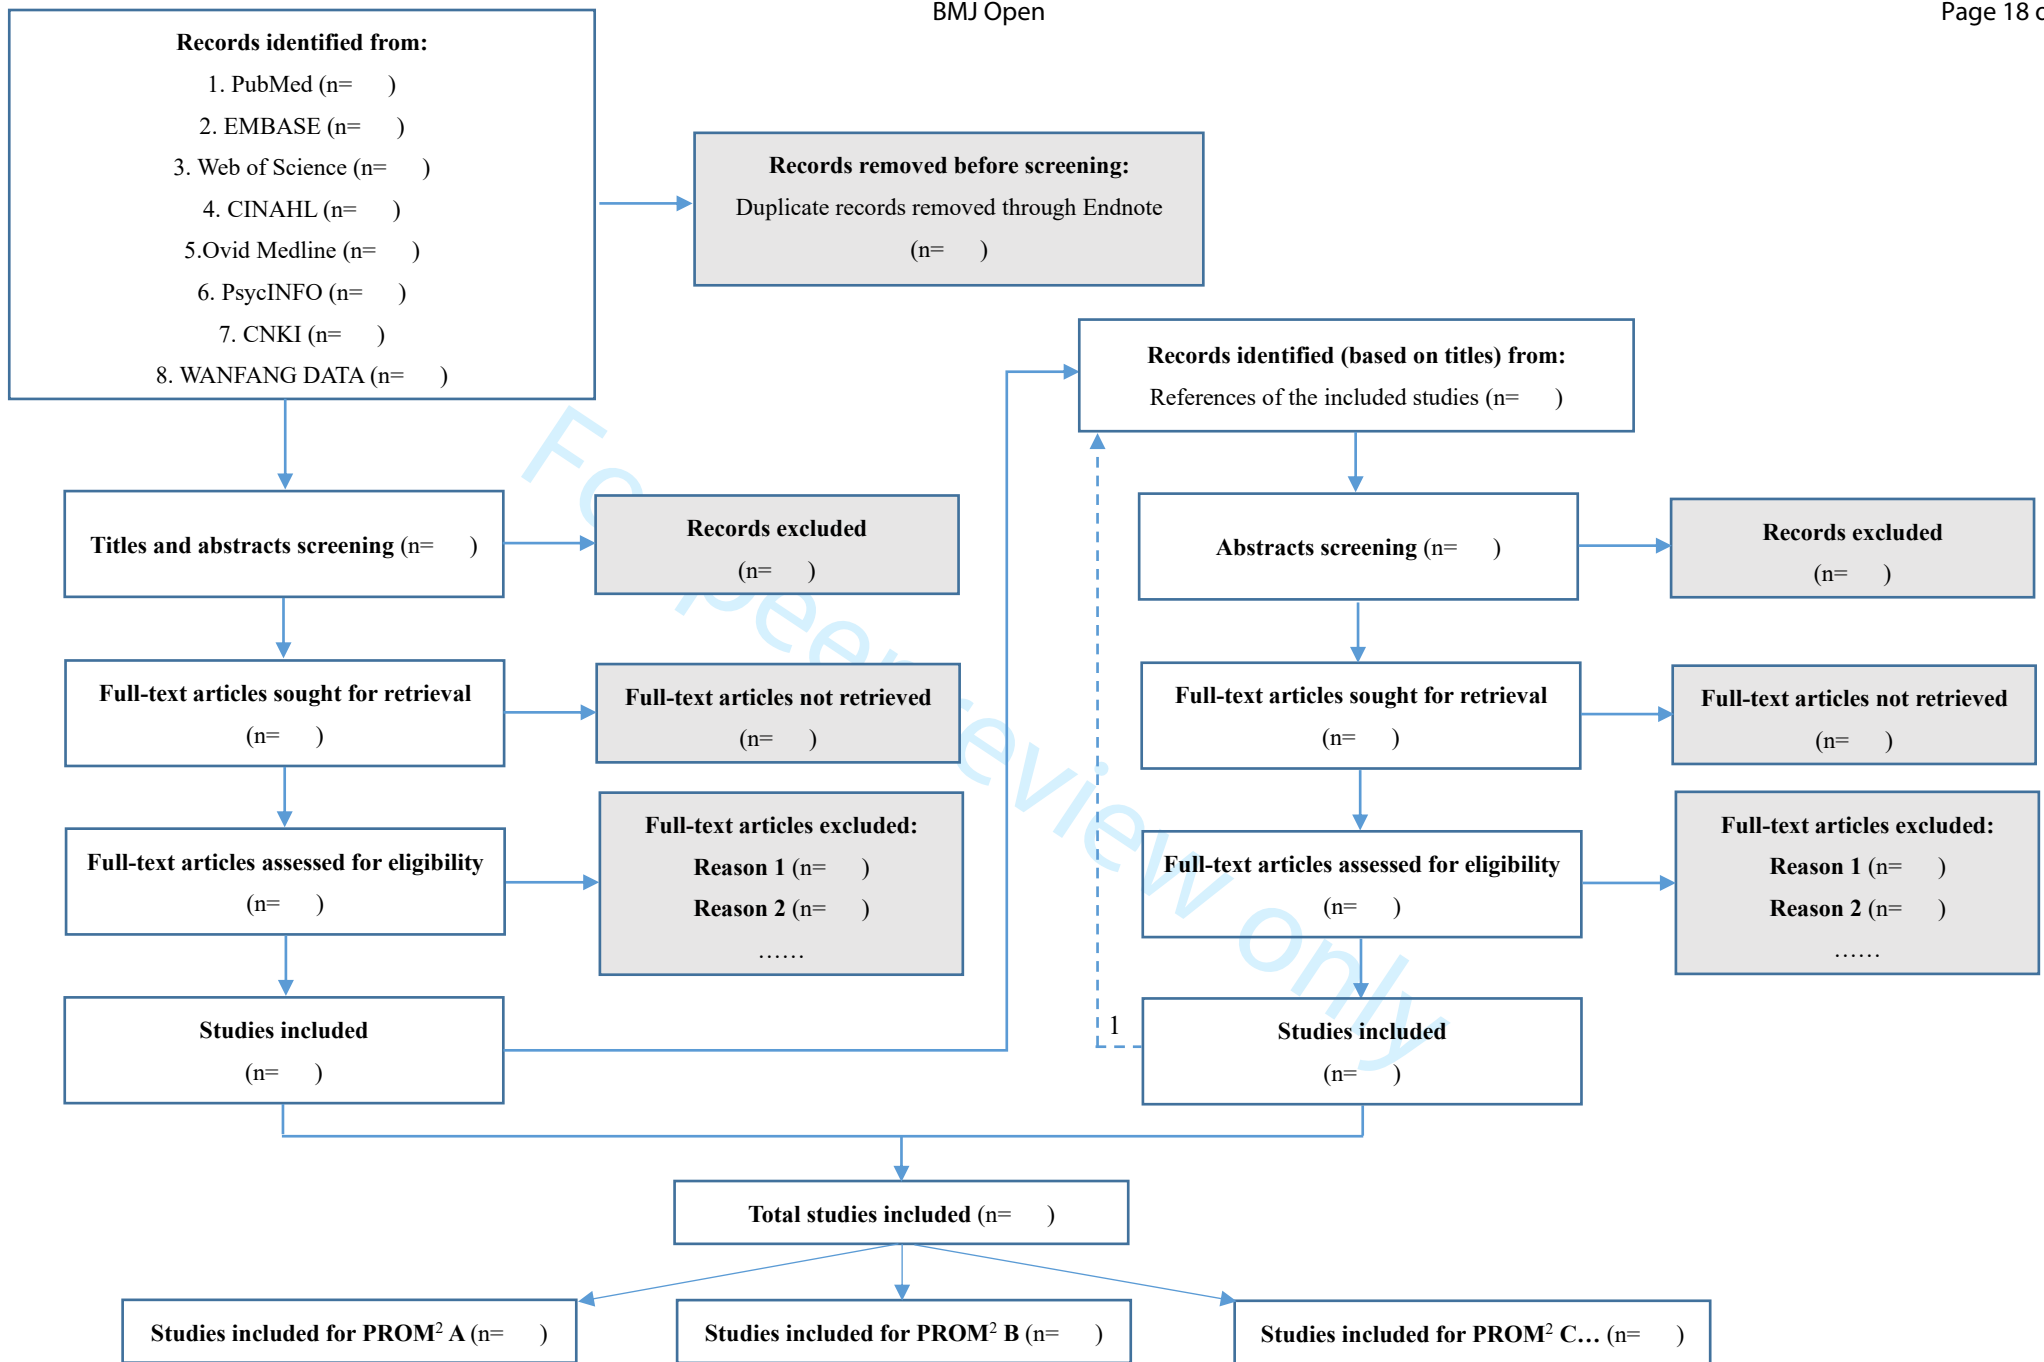 BMJ Open
Page 18 o
Records identified from:
1. PubMed (n= )
2. EMBASE (n= )
3. Web of Science (n= )
4. CINAHL (n= )
5.Ovid Medline (n= )
6. PsycINFO (n= )
7. CNKI (n= )
8. WANFANG DATA (n= )
Records removed before screening:
Duplicate records removed through Endnote
(n= )
Records identified (based on titles) from:
References of the included studies (n= )
Titles and abstracts screening (n= )
Records excluded
(n= )
Abstracts screening (n= )
Records excluded
(n= )
Full-text articles sought for retrieval
(n= )
Full-text articles not retrieved
(n= )
Full-text articles sought for retrieval
(n= )
Full-text articles not retrieved
(n= )
Full-text articles assessed for eligibility
(n= )
Full-text articles excluded:
Reason 1 (n= )
Reason 2 (n= )
……
Full-text articles assessed for eligibility
(n= )
Full-text articles excluded:
Reason 1 (n= )
Reason 2 (n= )
……
Studies included
(n= )
1
Studies included
(n= )
Total studies included (n= )
Studies included for PROM² A (n= )
Studies included for PROM² B (n= )
Studies included for PROM² C… (n= )
For peer review only